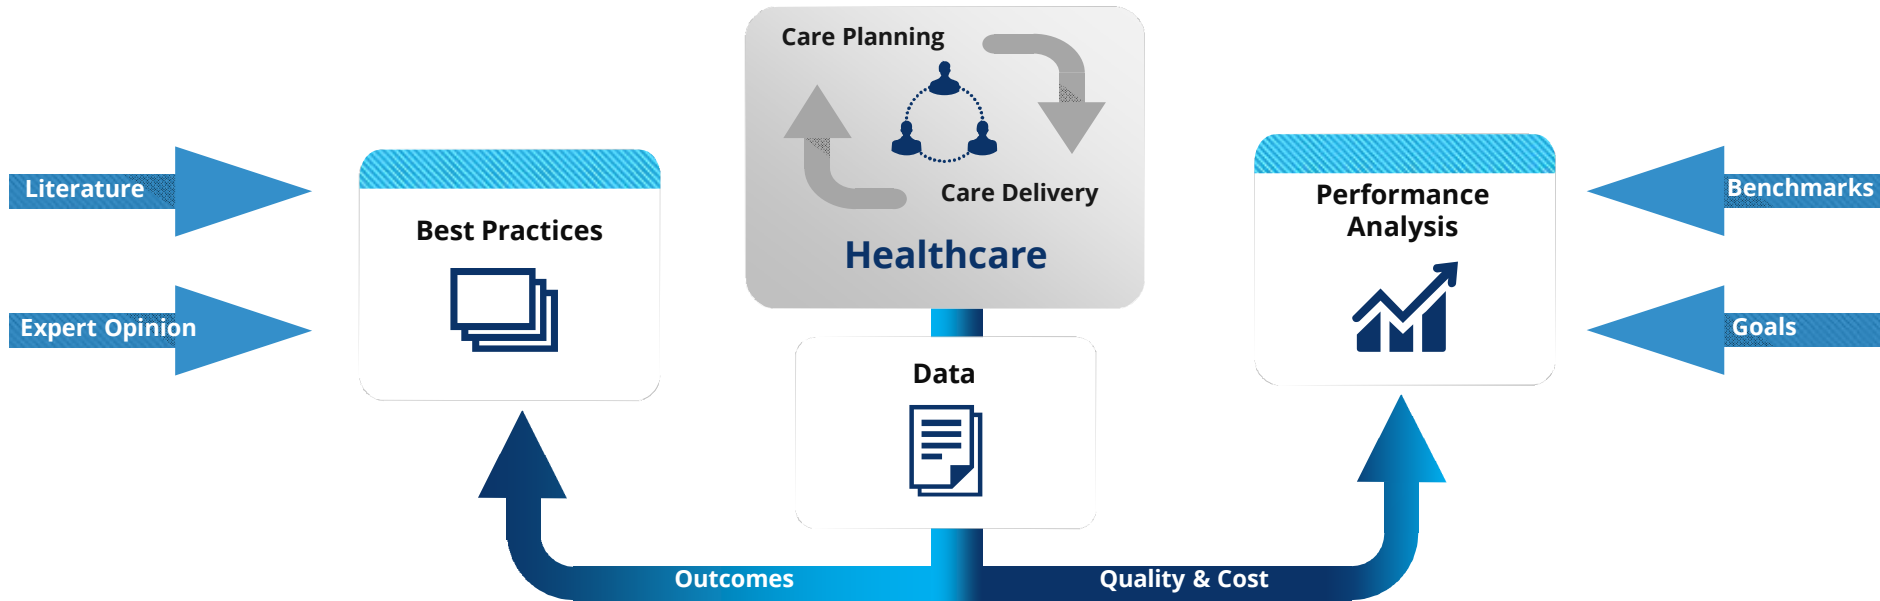 Care Planning
Care Delivery
Healthcare
Literature
Expert Opinion
Best Practices
Data
Performance
Analysis
Benchmarks
Goals
Outcomes
Quality & Cost